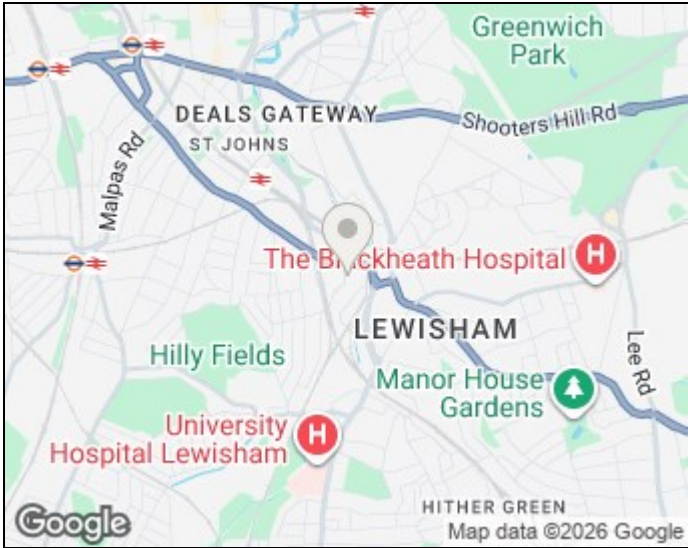 Greenwich
Park
DEALS GATEWAY
ST JOHNS
Shooters Hill Rd
Malpas Rd
The Blackheath Hospital
H
LEWISHAM
Lee Rd
Hilly Fields
Manor House
Gardens
University
Hospital Lewisham
H
HITHER GREEN
Google
Map data ©2026 Google